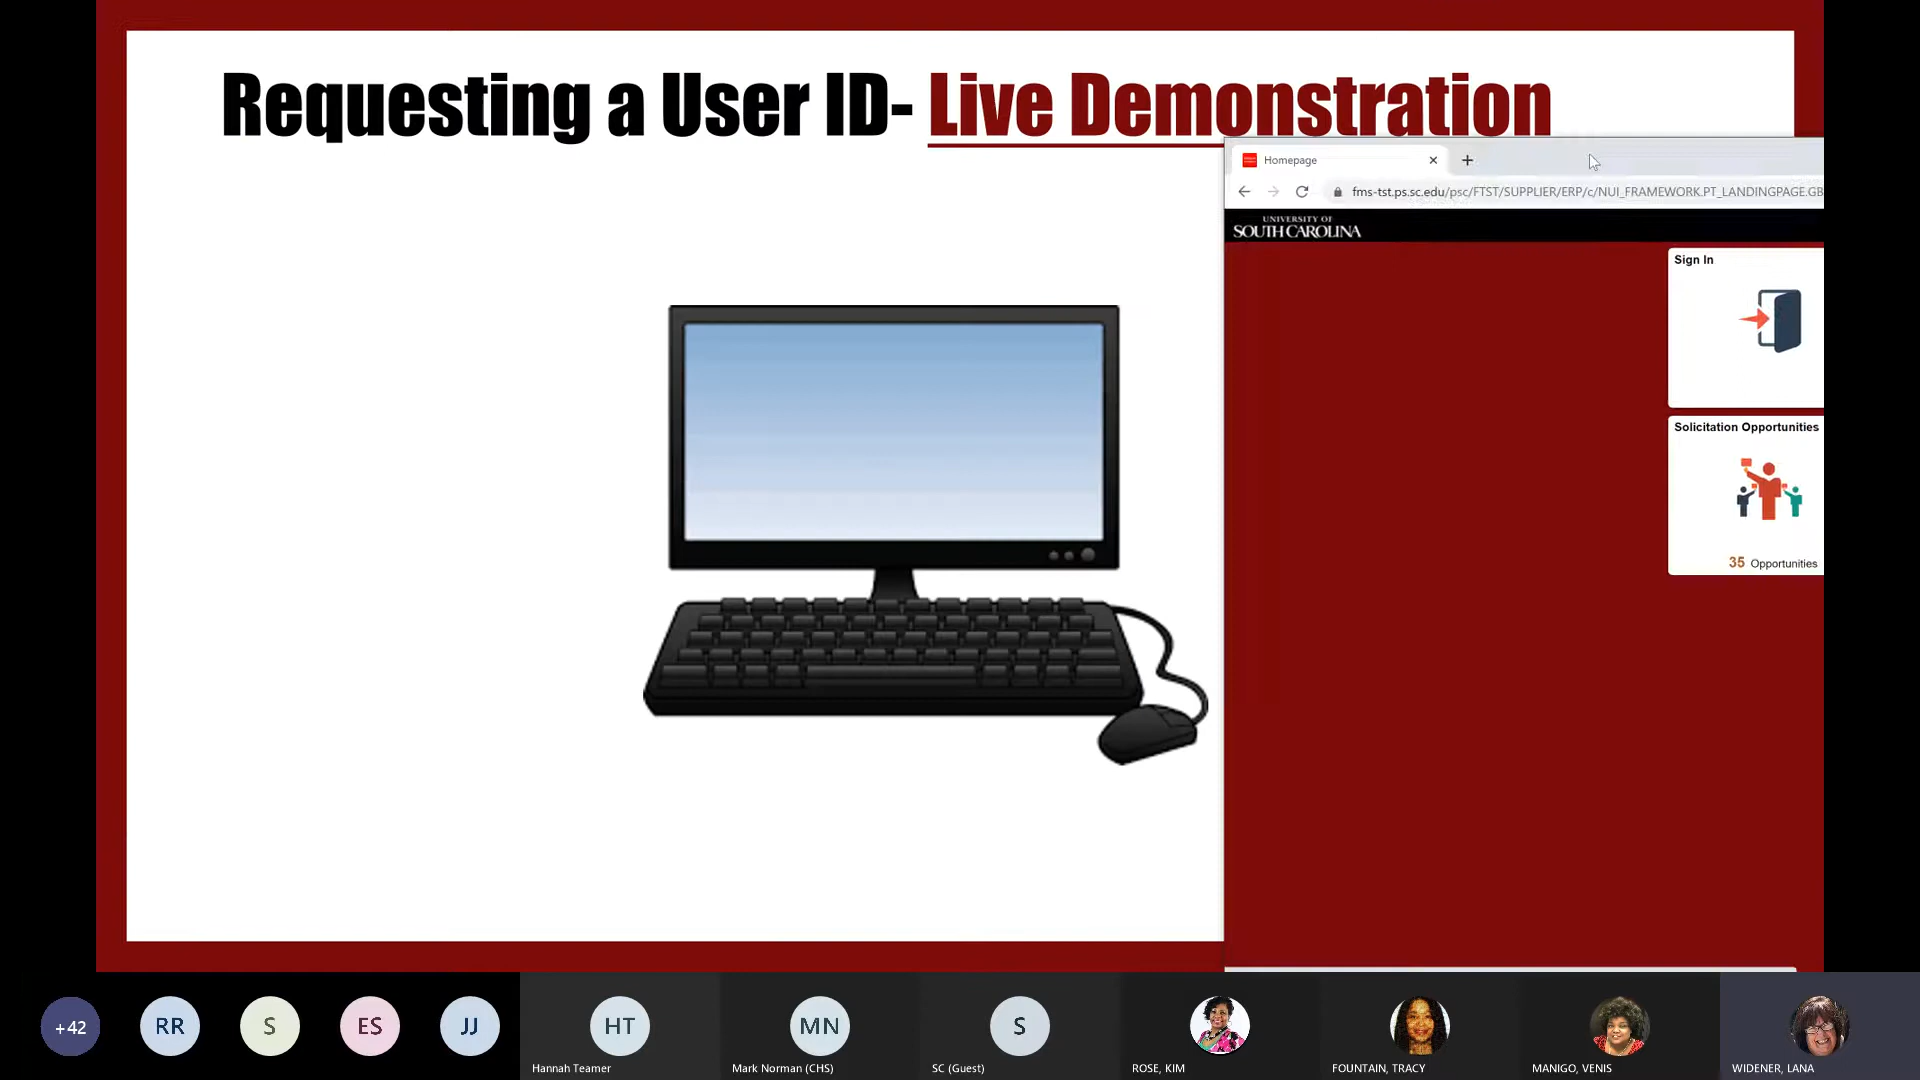 Requesting a User ID- Live Demonstration
Homepage
fms-tst.ps.sc.edu/psc/FTST/SUPPLIER/ERP/c/NUI_FRAMEWORK.PT_LANDINGPAGE.GB
UNIVERSITY OF
SOUTH CAROLINA
Sign In
Solicitation Opportunities
35 Opportunities
+42
RR
S
ES
JJ
HT
MN
S
Hannah Teamer
Mark Norman (CHS)
SC (Guest)
ROSE, KIM
FOUNTAIN, TRACY
MANIGO, VENIS
WIDENER, LANA